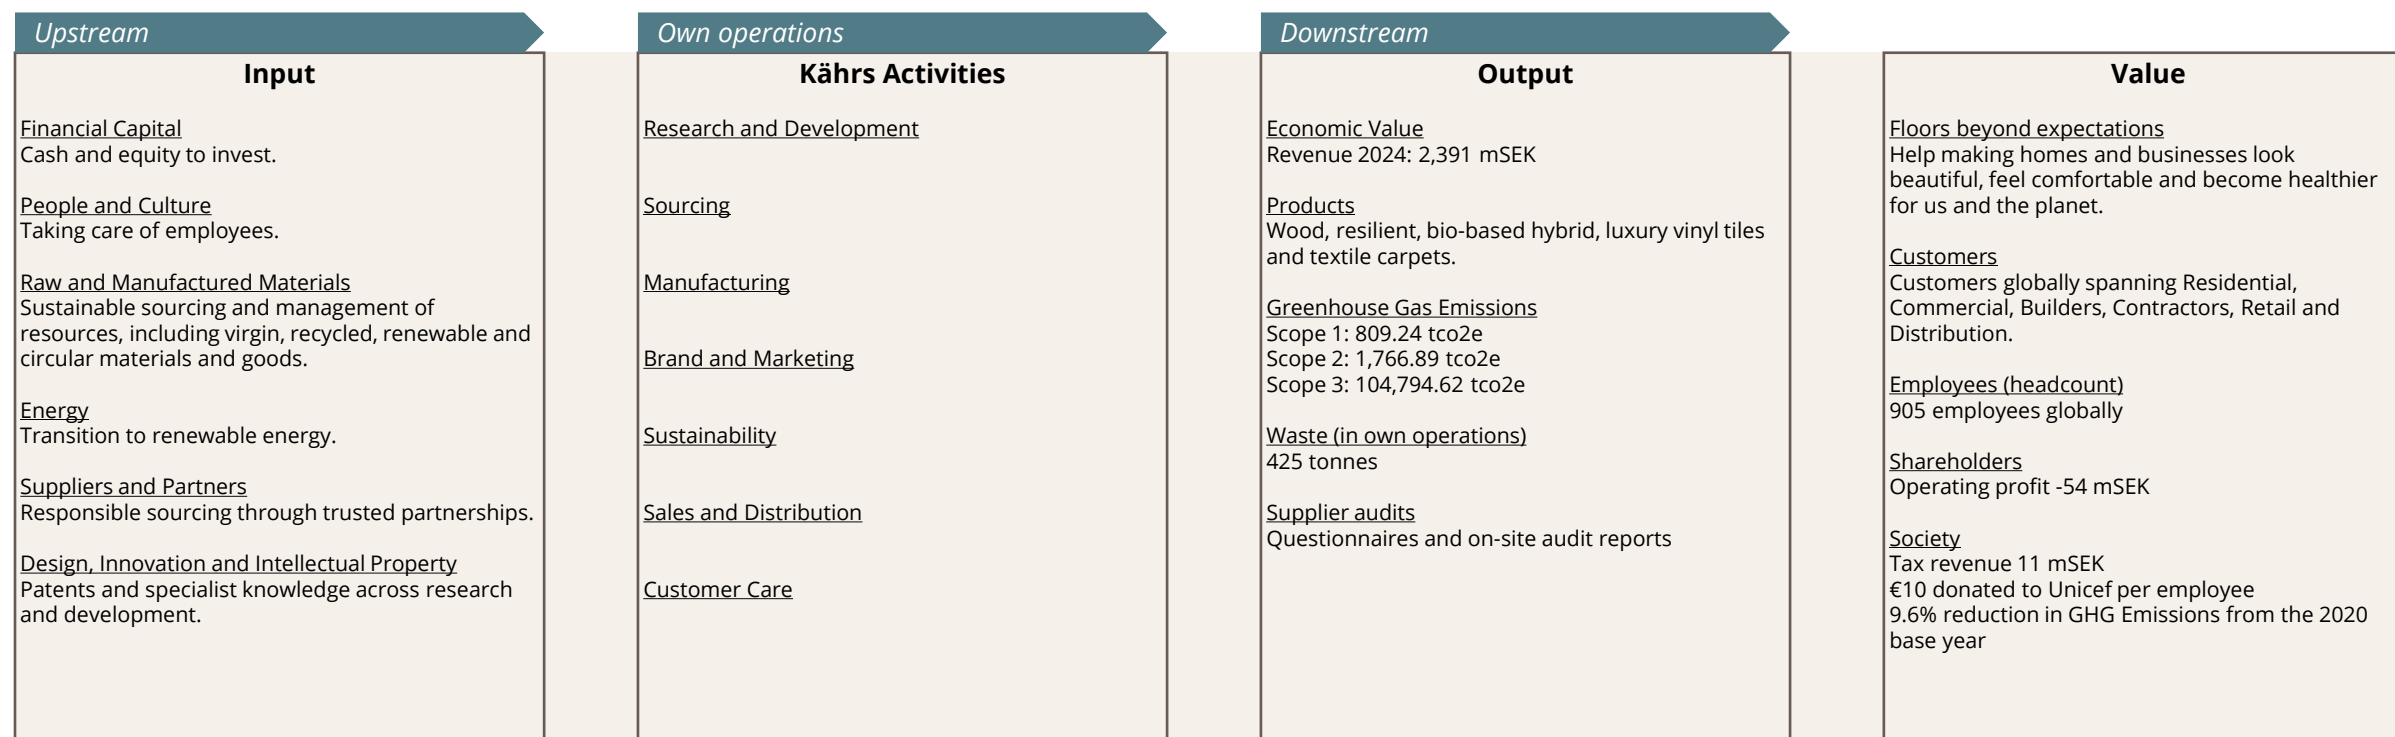 Upstream
Input
Financial Capital
Cash and equity to invest.
People and Culture
Taking care of employees.
Raw and Manufactured Materials
Sustainable sourcing and management of
resources, including virgin, recycled, renewable and
circular materials and goods.
Energy
Transition to renewable energy.
Suppliers and Partners
Responsible sourcing through trusted partnerships.
Design, Innovation and Intellectual Property
Patents and specialist knowledge across research
and development.
Own operations
Kährs Activities
Research and Development
Sourcing
Manufacturing
Brand and Marketing
Sustainability
Sales and Distribution
Customer Care
Downstream
Output
Economic Value
Revenue 2024: 2,391 mSEK
Products
Wood, resilient, bio-based hybrid, luxury vinyl tiles
and textile carpets.
Greenhouse Gas Emissions
Scope 1: 809.24 tco2e
Scope 2: 1,766.89 tco2e
Scope 3: 104,794.62 tco2e
Waste (in own operations)
425 tonnes
Supplier audits
Questionnaires and on-site audit reports
Value
Floors beyond expectations
Help making homes and businesses look
beautiful, feel comfortable and become healthier
for us and the planet.
Customers
Customers globally spanning Residential,
Commercial, Builders, Contractors, Retail and
Distribution.
Employees (headcount)
905 employees globally
Shareholders
Operating profit -54 mSEK
Society
Tax revenue 11 mSEK
€10 donated to Unicef per employee
9.6% reduction in GHG Emissions from the 2020
base year